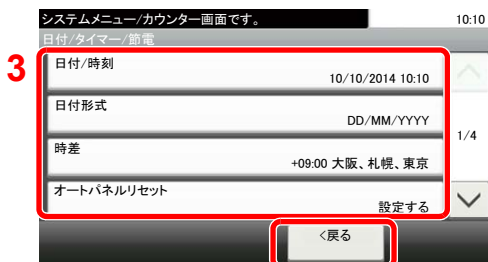 システムメニュー/カウンター画面です。
10:10
日付/タイマー/節電
3
日付/時刻
10/10/2014 10:10
日付形式
DD/MM/YYYY
1/4
時差
+09:00 大阪、札幌、東京
オートパネルリセット
設定する
<戻る